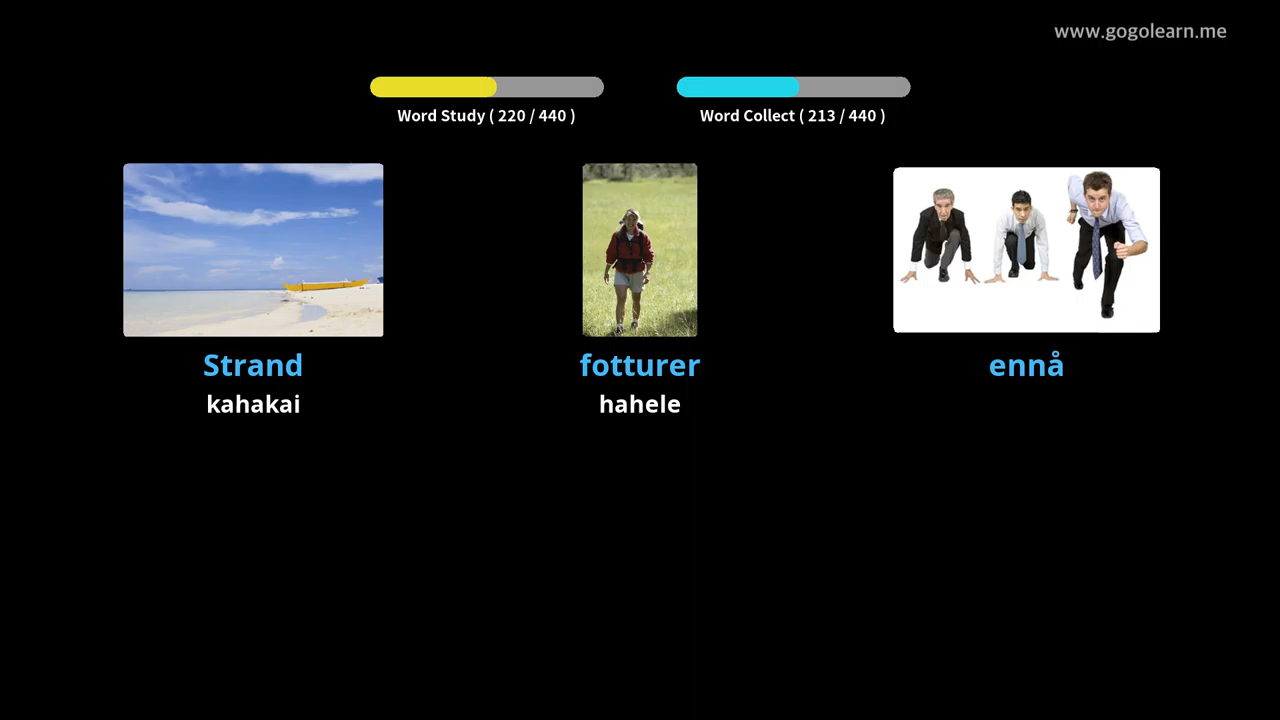 www.gogolearn.me
Word Study ( 220 / 440 )
Word Collect ( 213 / 440 )
Strand
fotturer
ennå
kahakai
hahele